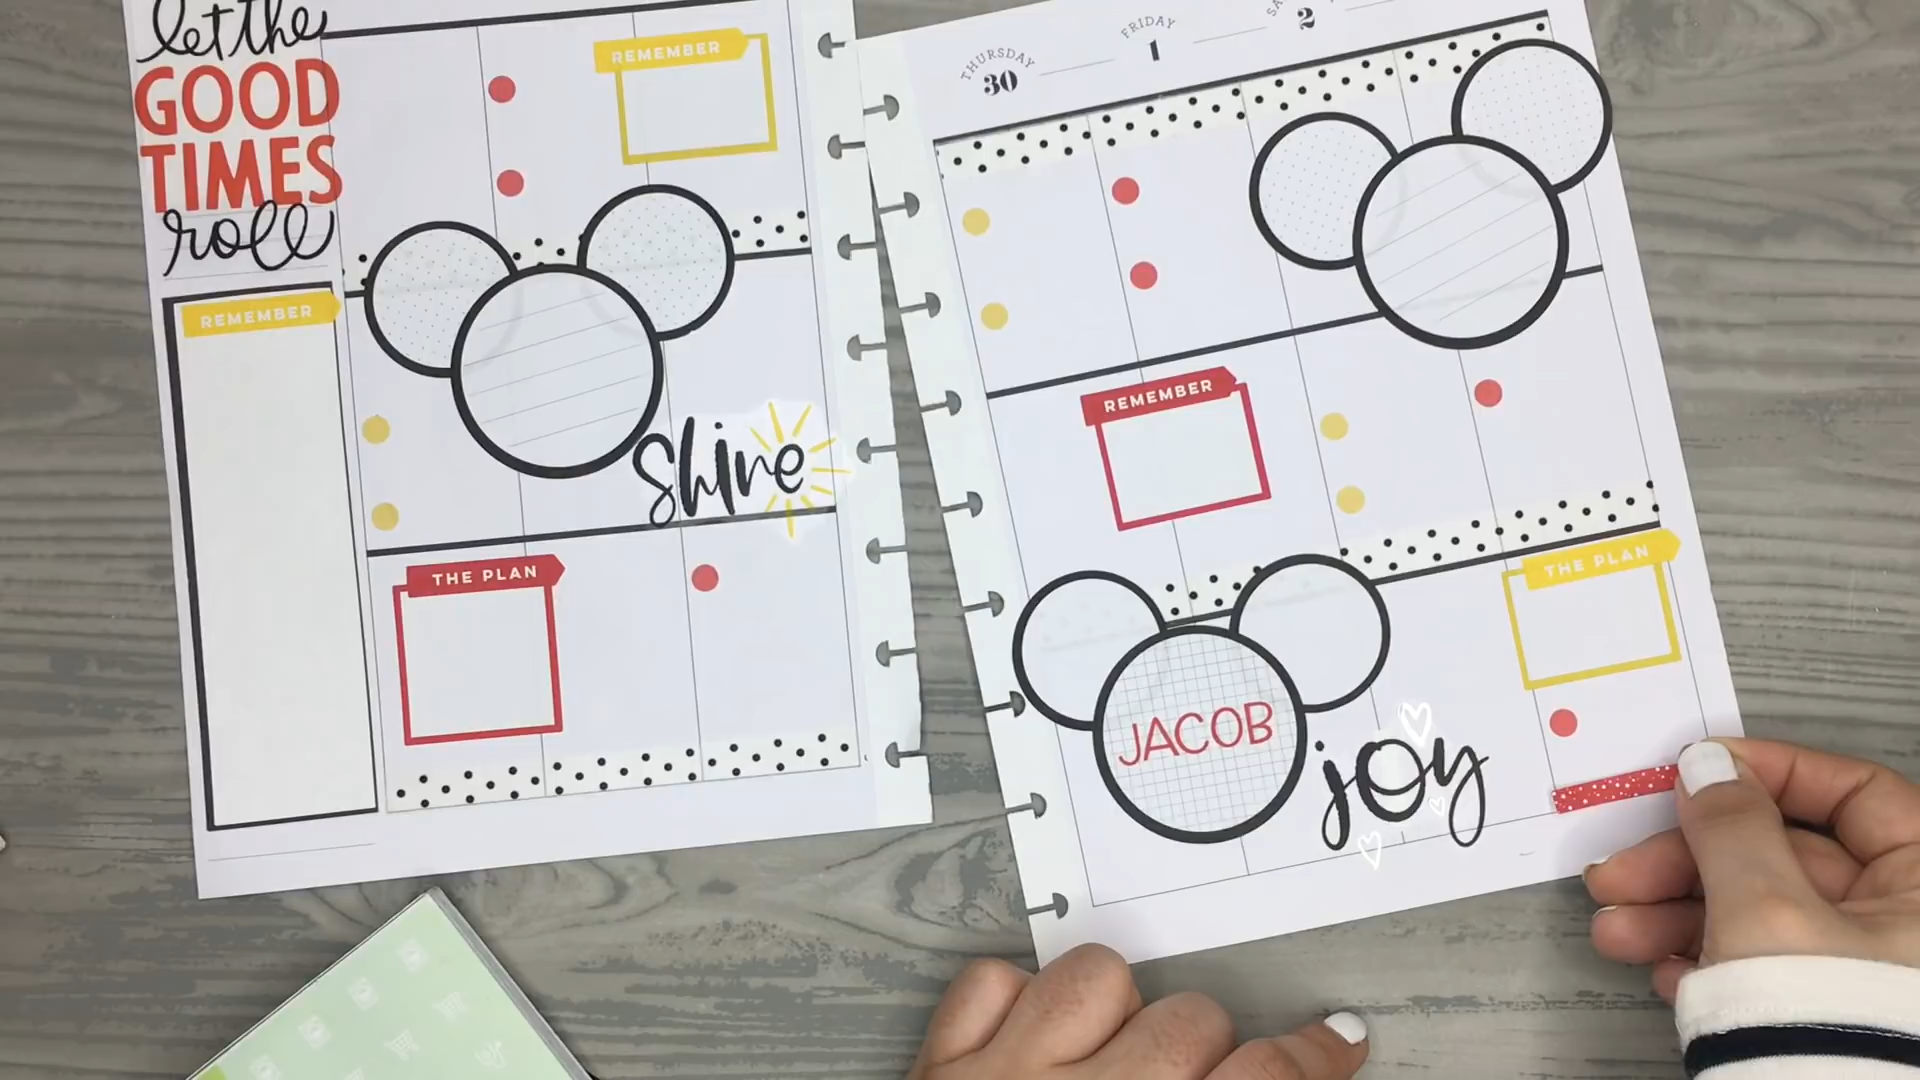 let the
GOOD
TIMES
roll
REMEMBER
REMEMBER
shine
THE PLAN
THURSDAY
30
FRIDAY
1
2
REMEMBER
THE PLAN
JACOB
joy